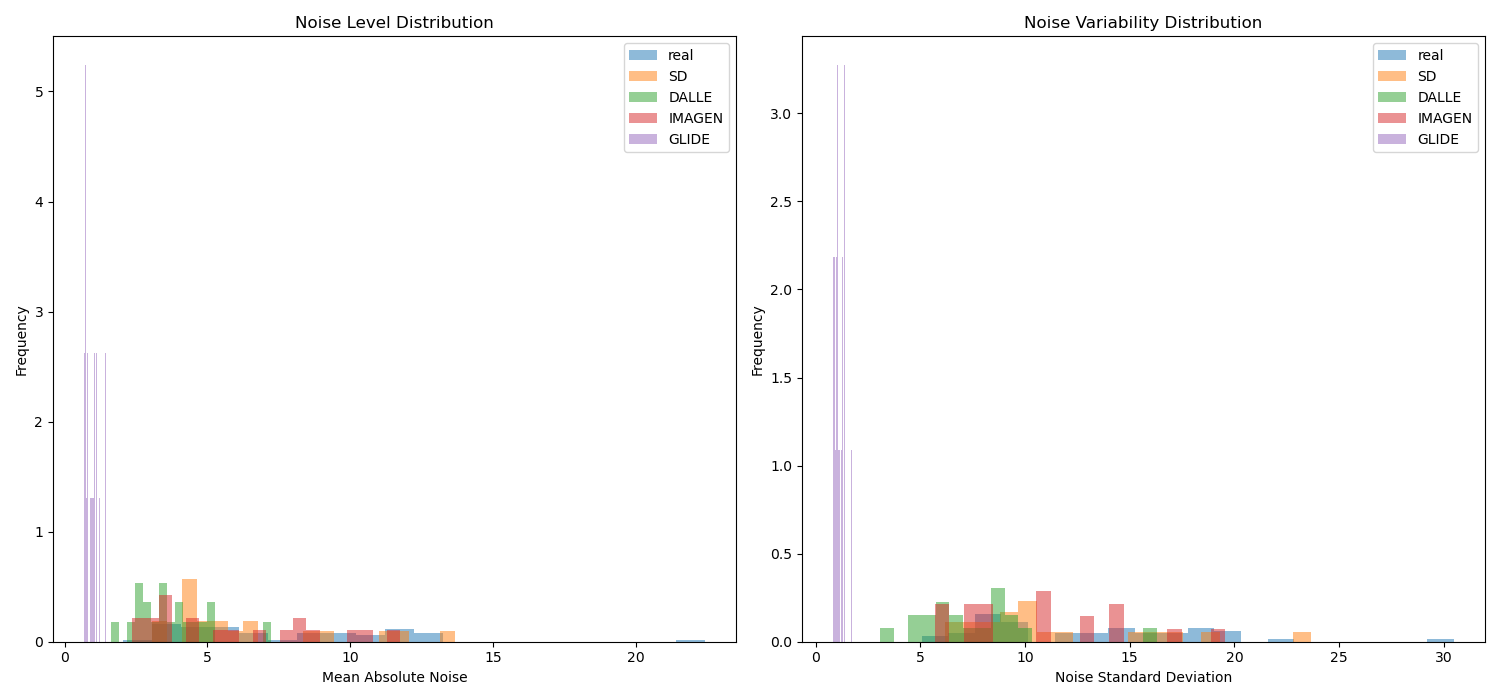 Noise Level Distribution
Frequency
5
4
3
2
1
0
0 5 10 15 20
Mean Absolute Noise
real
SD
DALLE
IMAGEN
GLIDE
Noise Variability Distribution
Frequency
3.0
2.5
2.0
1.5
1.0
0.5
0.0
0 5 10 15 20 25 30
Noise Standard Deviation
real
SD
DALLE
IMAGEN
GLIDE